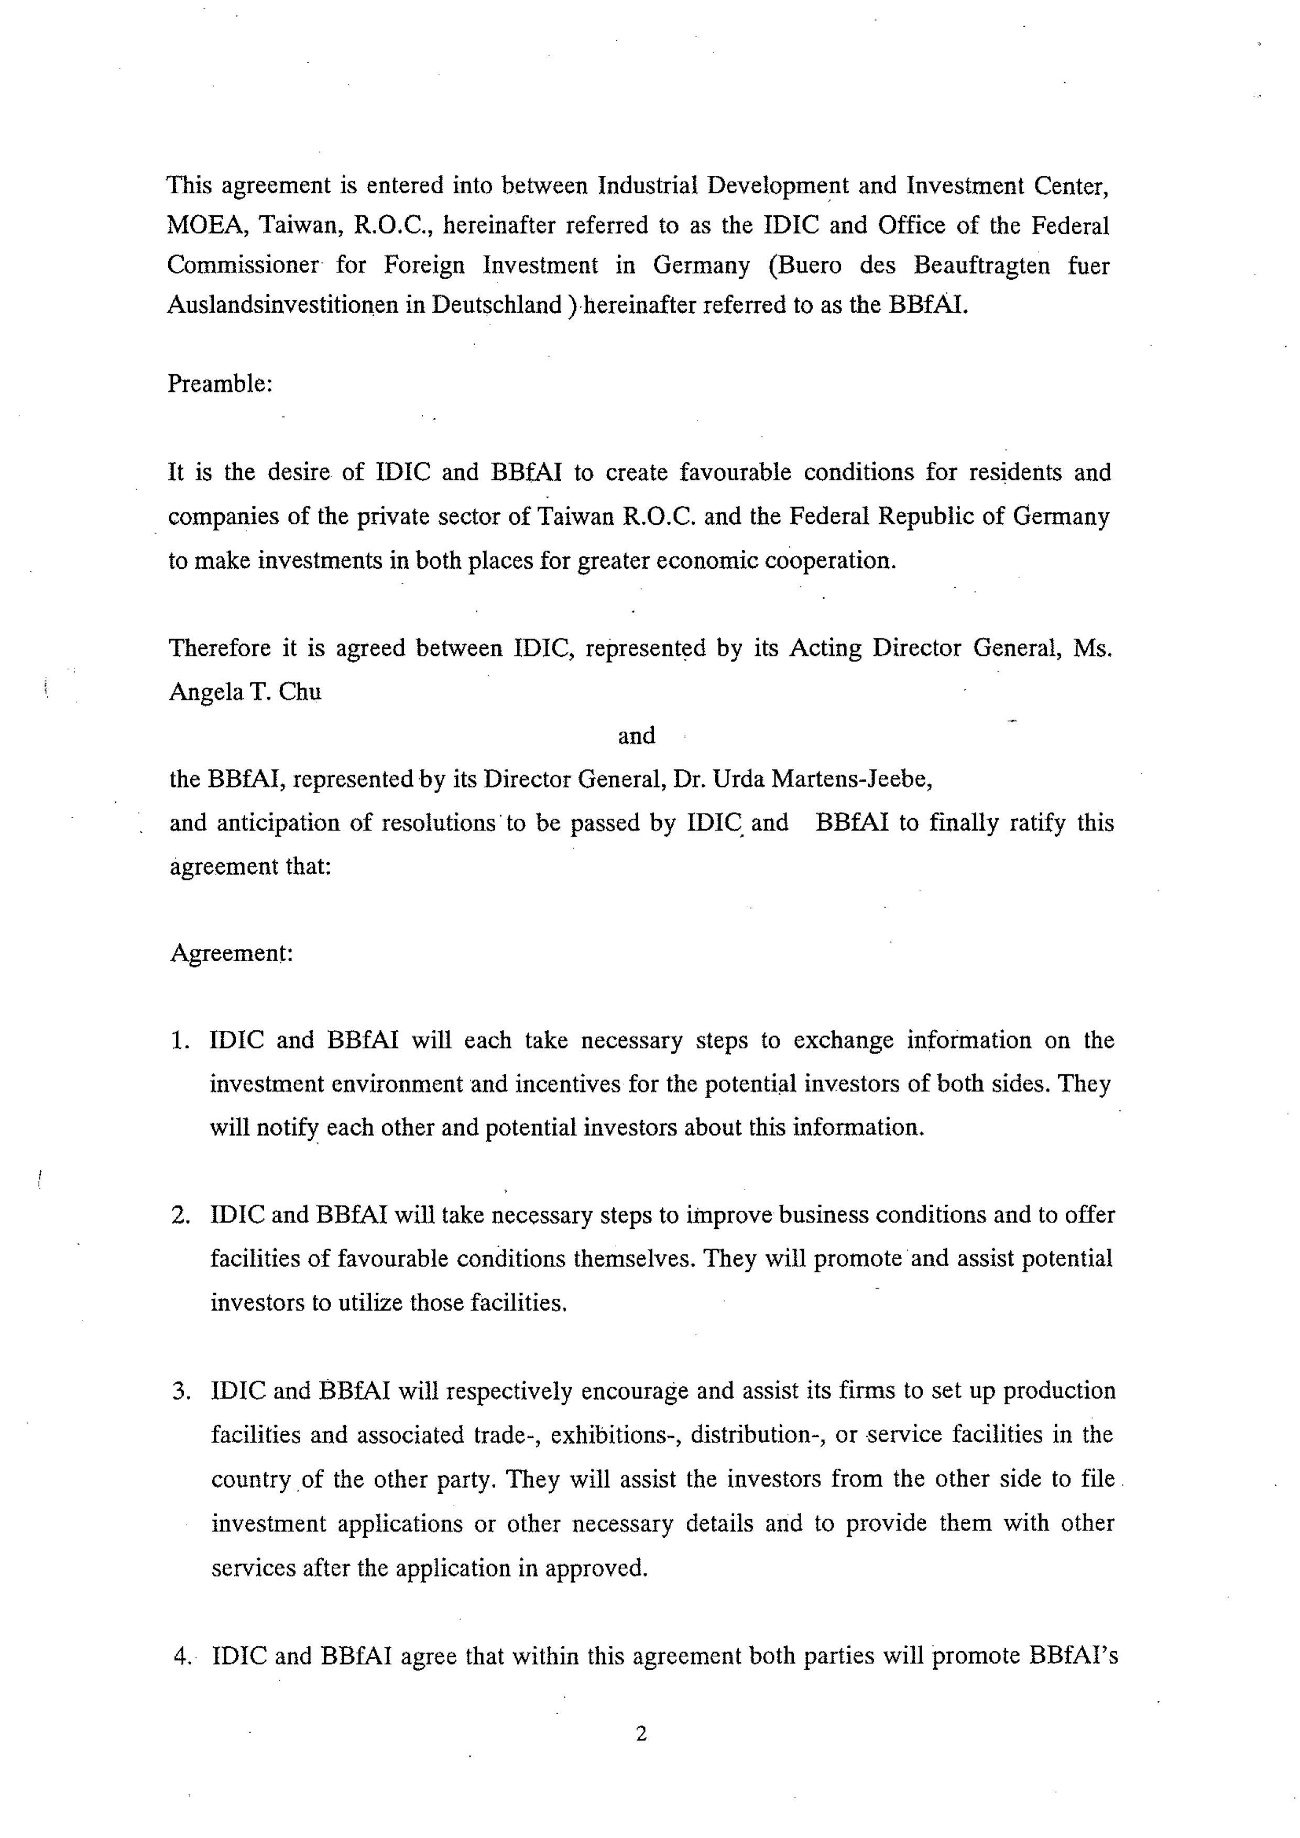 This agreement is entered into between Industrial Development and Investment Center,
MOEA, Taiwan, R.O.C., hereinafter referred to as the IDIC and Office of the Federal
Commissioner for Foreign Investment in Germany (Buero des Beauftragten fuer
Auslandsinvestitionen in Deutschland ) hereinafter referred to as the BBfAI.
Preamble:
It is the desire of IDIC and BBfAI to create favourable conditions for residents and
companies of the private sector of Taiwan R.O.C. and the Federal Republic of Germany
to make investments in both places for greater economic cooperation.
Therefore it is agreed between IDIC, represented by its Acting Director General, Ms.
Angela T. Chu
and
the BBfAI, represented by its Director General, Dr. Urda Martens-Jeebe,
and anticipation of resolutions to be passed by IDIC and BBfAI to finally ratify this
agreement that:
Agreement:
1. IDIC and BBfAI will each take necessary steps to exchange information on the
investment environment and incentives for the potential investors of both sides. They
will notify each other and potential investors about this information.
2. IDIC and BBfAI will take necessary steps to improve business conditions and to offer
facilities of favourable conditions themselves. They will promote and assist potential
investors to utilize those facilities.
3. IDIC and BBfAI will respectively encourage and assist its firms to set up production
facilities and associated trade-, exhibitions-, distribution-, or service facilities in the
country of the other party. They will assist the investors from the other side to file
investment applications or other necessary details and to provide them with other
services after the application in approved.
4. IDIC and BBfAI agree that within this agreement both parties will promote BBfAI's
2